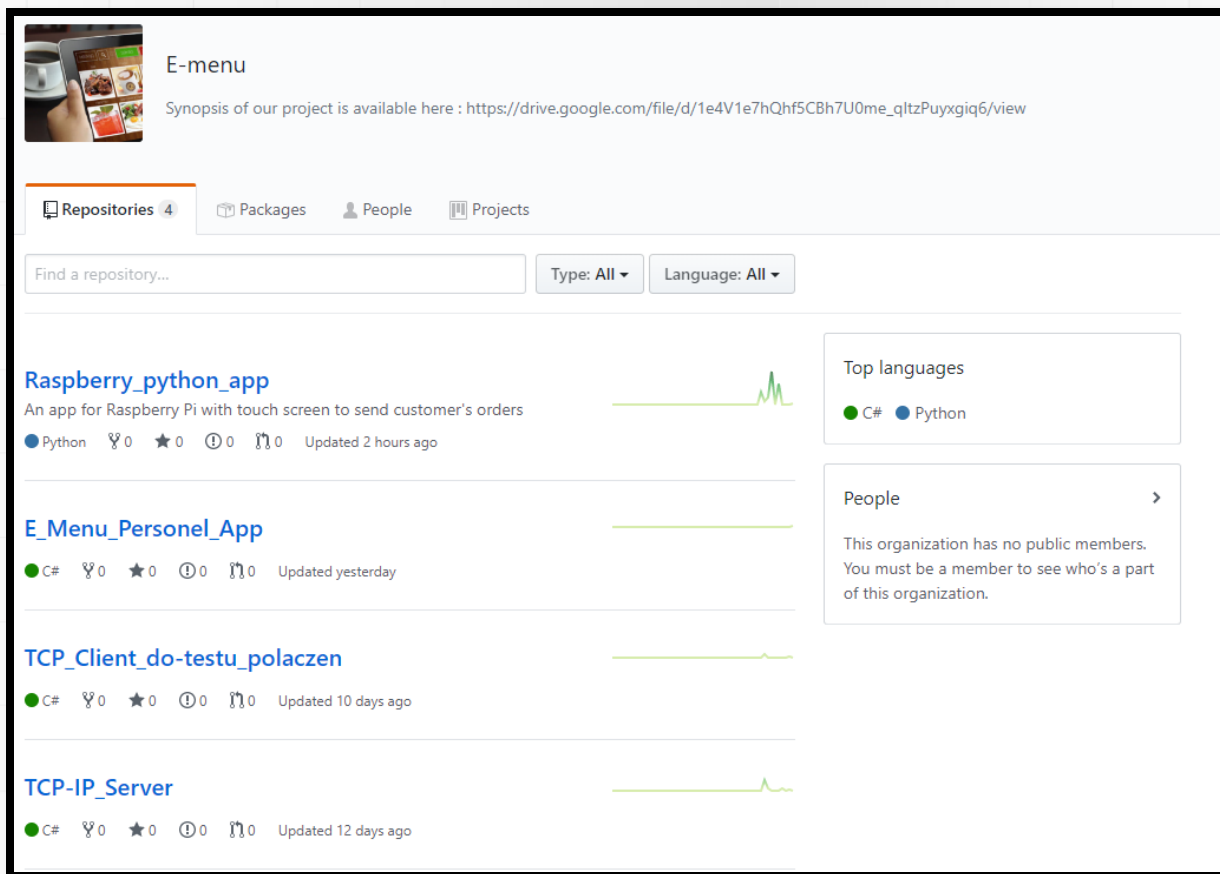 E-menu
Synopsis of our project is available here : https://drive.google.com/file/d/1e4V1e7hQhf5CBh7U0me_qItzPuyxgiq6/view
Repositories 4 Packages People Projects
Find a repository... Type: All Language: All
Raspberry_python_app
An app for Raspberry Pi with touch screen to send customer's orders
Python 0 0 0 0 Updated 2 hours ago
E_Menu_Personel_App
C# 0 0 0 0 Updated yesterday
TCP_Client_do-testu_polaczen
C# 0 0 0 0 Updated 10 days ago
TCP-IP_Server
C# 0 0 0 0 Updated 12 days ago
Top languages
C# Python
People
This organization has no public members.
You must be a member to see who's a part
of this organization.